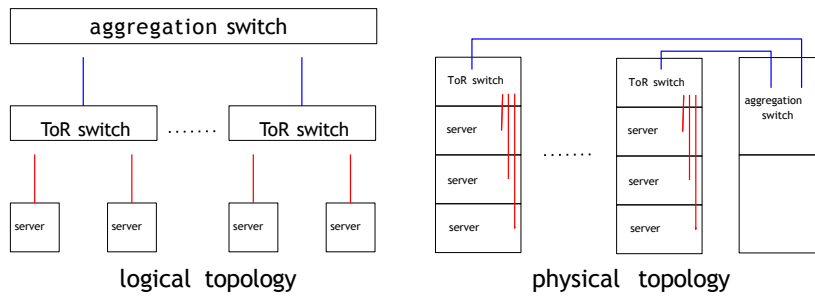 aggregation switch
ToR switch
.......
ToR switch
server
server
server
server
logical topology
ToR switch
server
server
server
.......
ToR switch
server
server
server
aggregation
switch
physical topology